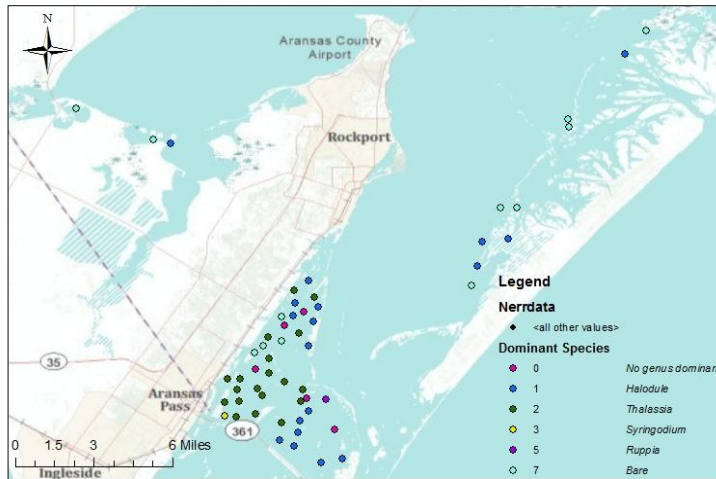 N
Aransas County
Airport
Rockport
35
Aransas
Pass
361
Ingleside
0 1.5 3 6 Miles
Legend
Nerrdata
<all other values>
Dominant Species
0 No genus dominan
1 Halodule
2 Thalassia
3 Syringodium
5 Ruppia
7 Bare